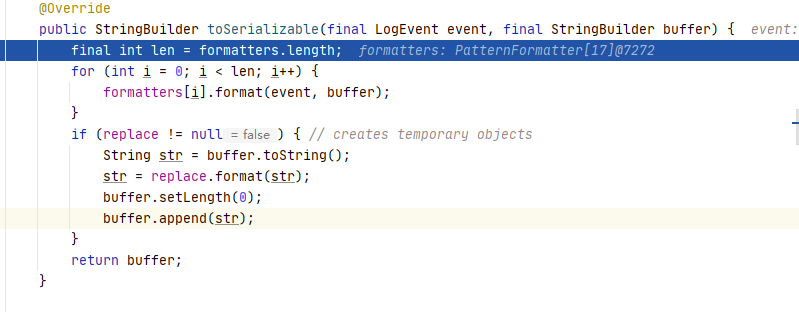 @Override
public StringBuilder toSerializable(final LogEvent event, final StringBuilder buffer) {  event:
final int len = formatters.length;  formatters: PatternFormatter[17]@7272
for (int i = 0; i < len; i++) {
formatters[i].format(event, buffer);
}
if (replace != null = false ) { // creates temporary objects
String str = buffer.toString();
str = replace.format(str);
buffer.setLength(0);
buffer.append(str);
}
return buffer;
}